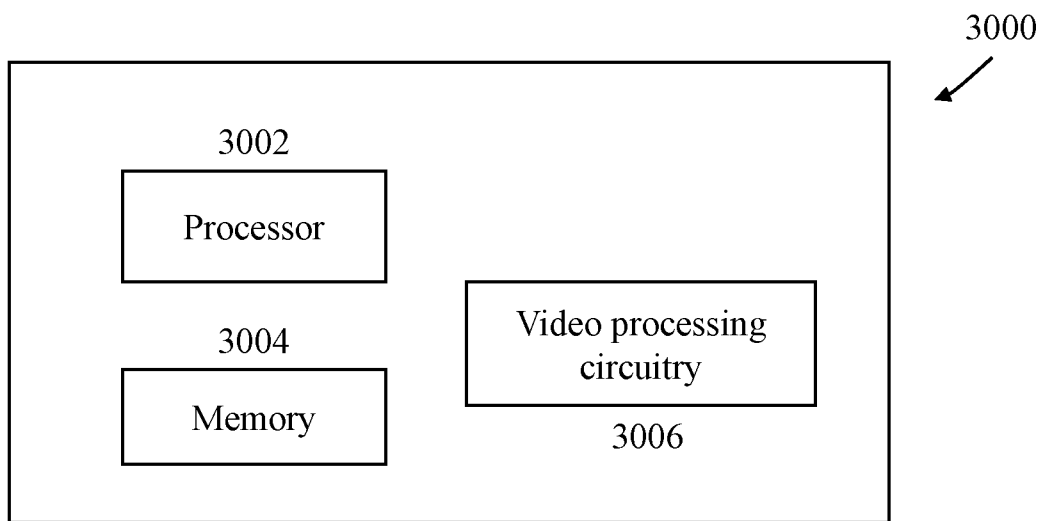 3000
3002
Processor
3004
Memory
Video processing
circuitry
3006